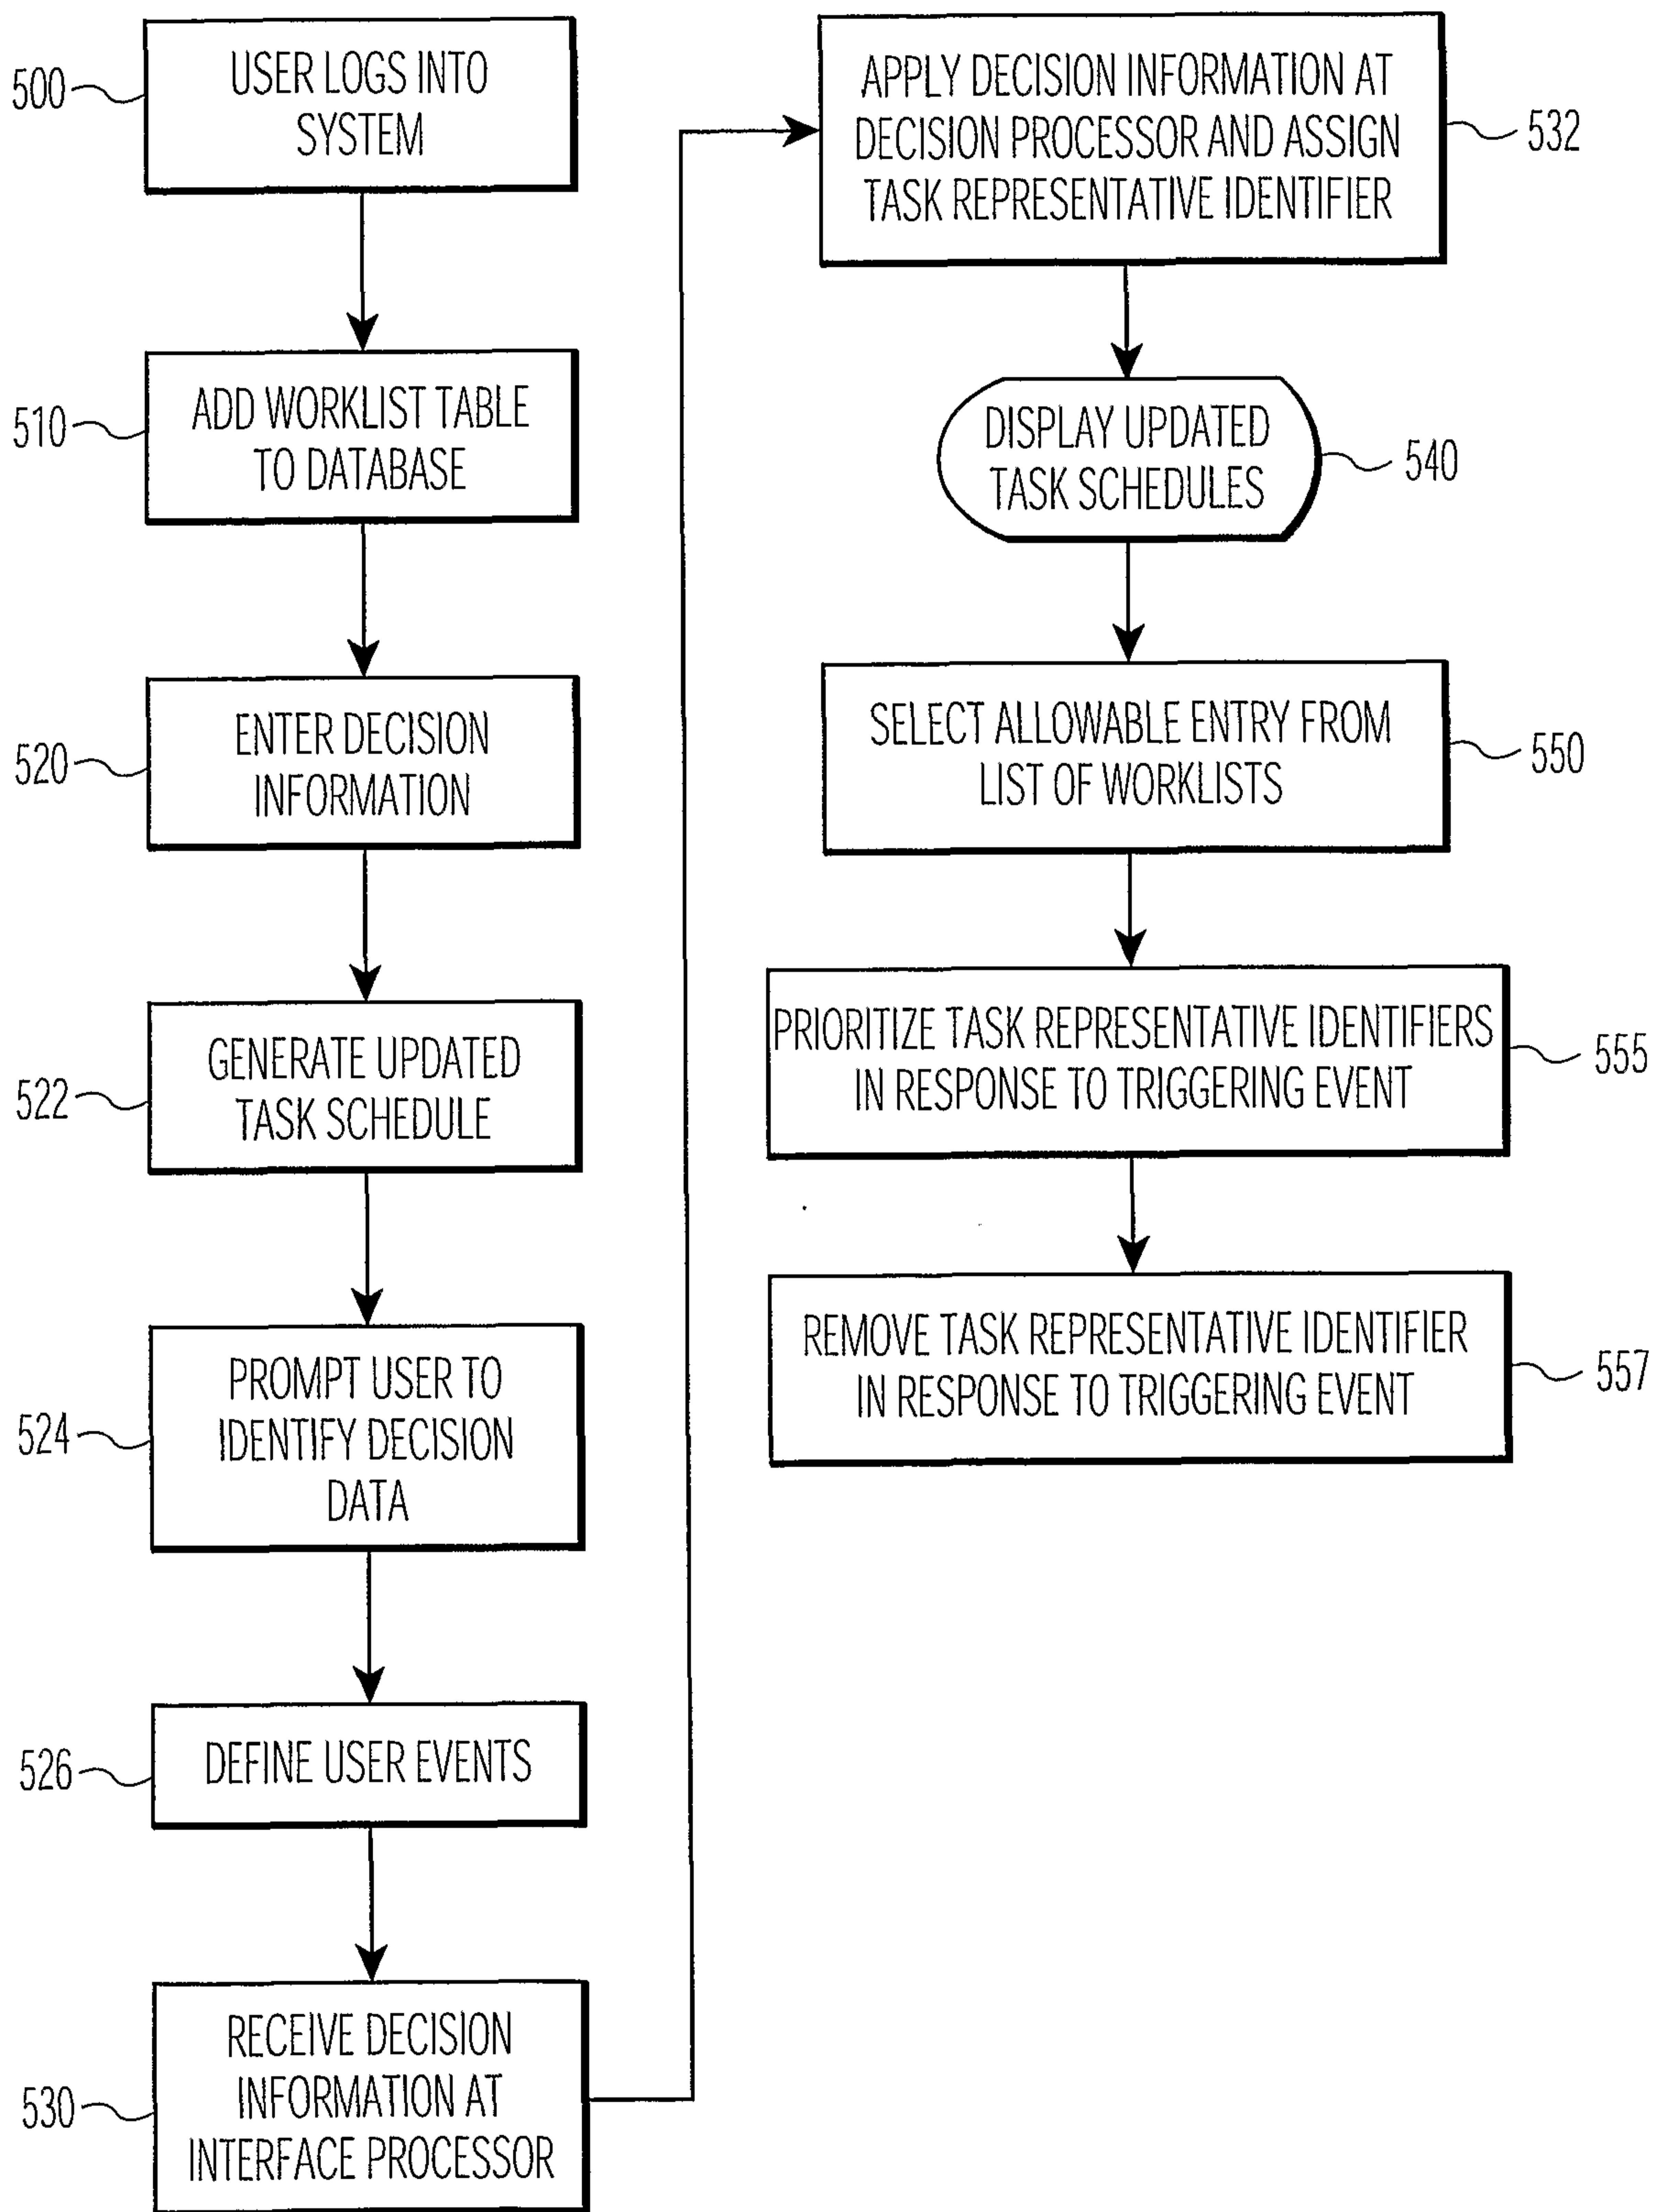 500
USER LOGS INTO
SYSTEM
510
ADD WORKLIST TABLE
TO DATABASE
520
ENTER DECISION
INFORMATION
522
GENERATE UPDATED
TASK SCHEDULE
524
PROMPT USER TO
IDENTIFY DECISION
DATA
526
DEFINE USER EVENTS
530
RECEIVE DECISION
INFORMATION AT
INTERFACE PROCESSOR
APPLY DECISION INFORMATION AT
DECISION PROCESSOR AND ASSIGN
TASK REPRESENTATIVE IDENTIFIER
532
DISPLAY UPDATED
TASK SCHEDULES
540
SELECT ALLOWABLE ENTRY FROM
LIST OF WORKLISTS
550
PRIORITIZE TASK REPRESENTATIVE IDENTIFIERS
IN RESPONSE TO TRIGGERING EVENT
555
REMOVE TASK REPRESENTATIVE IDENTIFIER
IN RESPONSE TO TRIGGERING EVENT
557